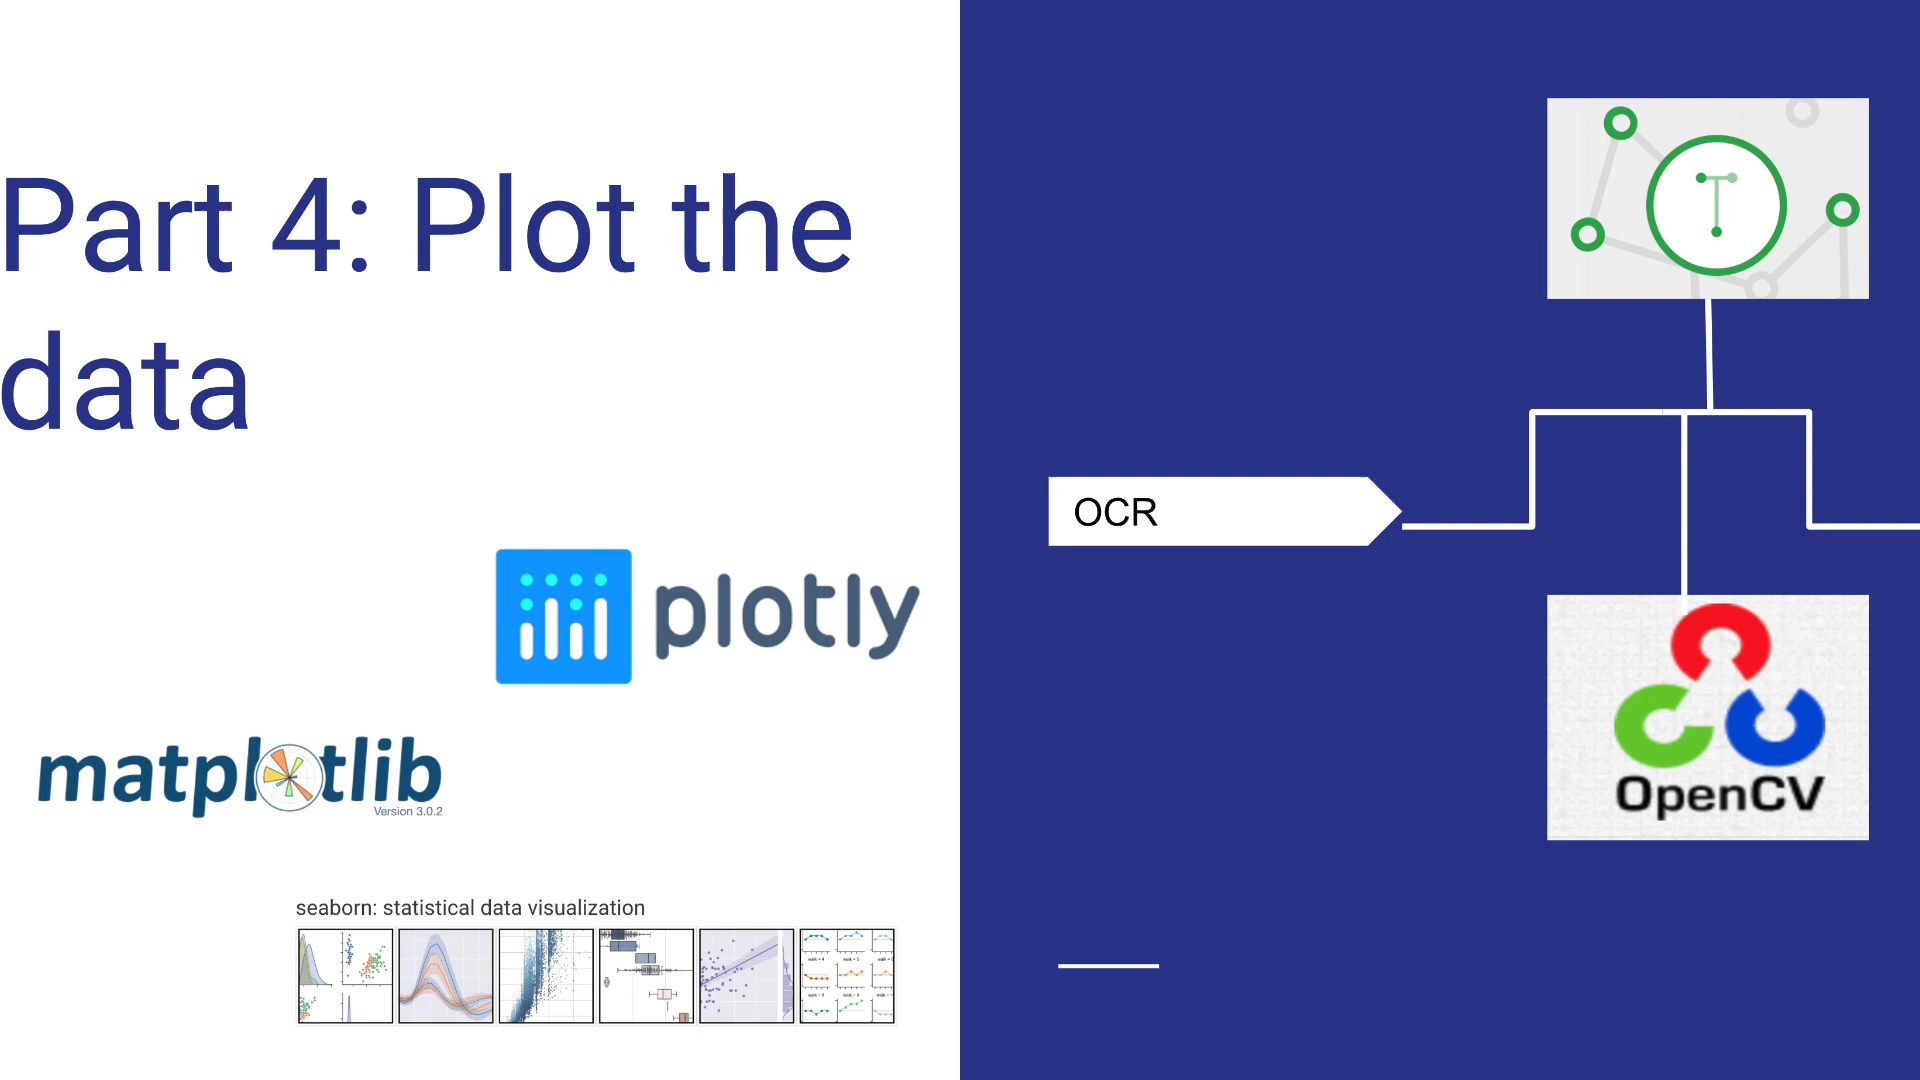 Part 4: Plot the
data
plotly
matplotlib
Version 3.0.2
seaborn: statistical data visualization
OCR
T
OpenCV